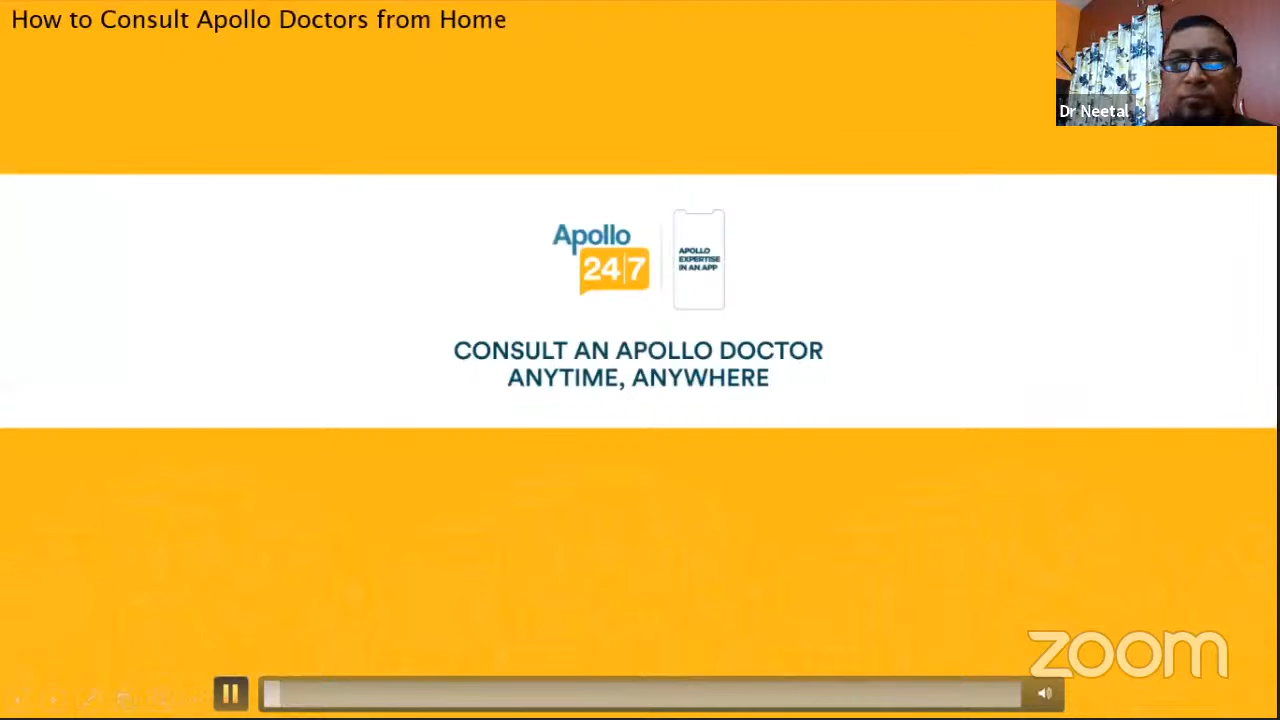 How to Consult Apollo Doctors from Home
Dr Neetal
Apollo
24|7
APOLLO
EXPERTISE
IN AN APP
CONSULT AN APOLLO DOCTOR
ANYTIME, ANYWHERE
zoom